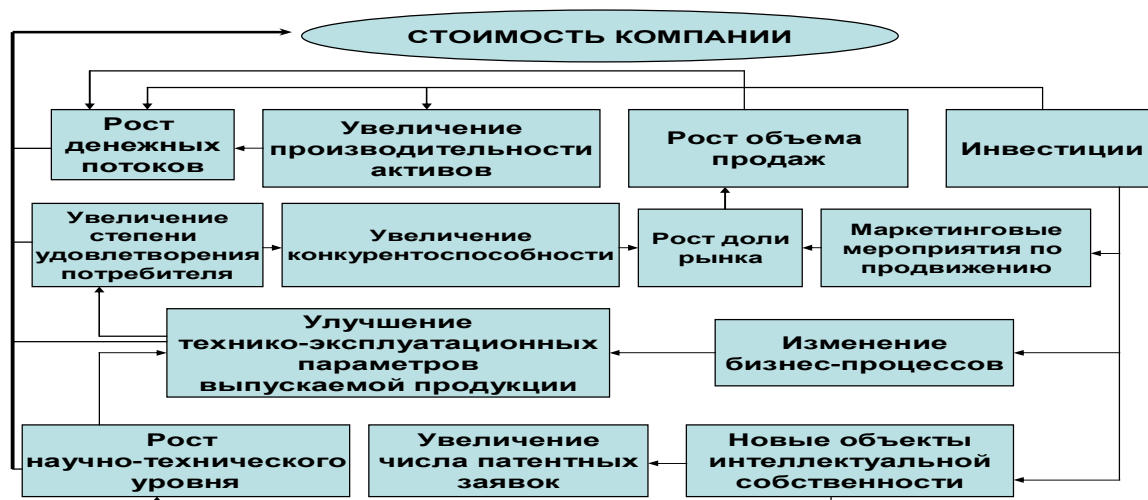 СТОИМОСТЬ КОМПАНИИ
Рост
денежных
потоков
Увеличение
производительности
активов
Рост объема
продаж
Инвестиции
Увеличение
степени
удовлетворения
потребителя
Увеличение
конкурентоспособности
Рост доли
рынка
Маркетинговые
мероприятия по
продвижению
Улучшение
технико-эксплуатационных
параметров
выпускаемой продукции
Изменение
бизнес-процессов
Рост
научно-технического
уровня
Увеличение
числа патентных
заявок
Новые объекты
интеллектуальной
собственности